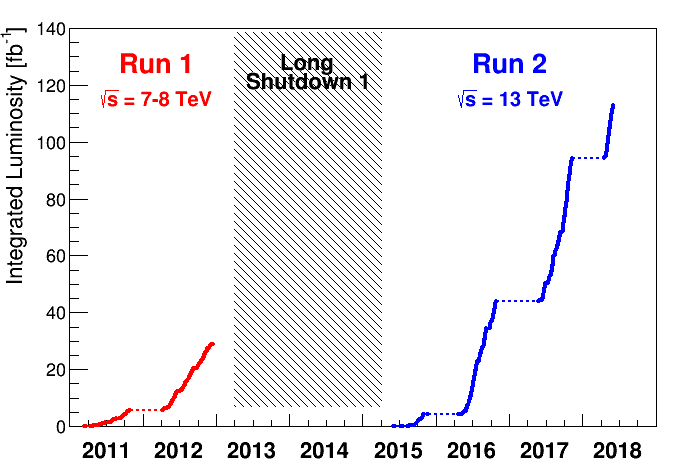 Integrated Luminosity [fb⁻¹]
140
120
100
80
60
40
20
0
Run 1
√s = 7-8 TeV
Long
Shutdown 1
Run 2
√s = 13 TeV
2011 2012 2013 2014 2015 2016 2017 2018